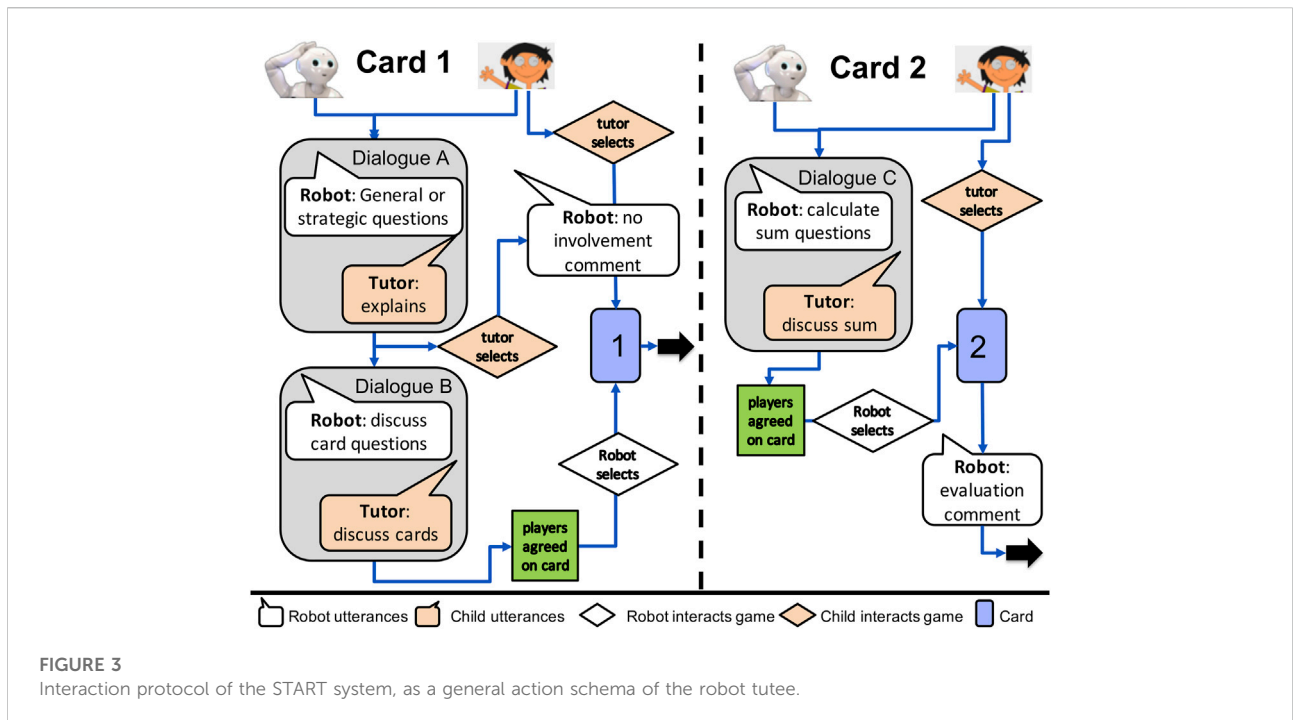 Card 1
tutor
selects
Dialogue A
Robot: General or
strategic questions
Tutor:
explains
Robot: no
involvement
comment
tutor
selects
1
Dialogue B
Robot: discuss
card questions
Tutor:
discuss cards
players
agreed
on card
Robot
selects
Card 2
Dialogue C
Robot: calculate
sum questions
Tutor:
discuss sum
tutor
selects
2
players
agreed
on card
Robot
selects
Robot:
evaluation
comment
Robot utterances
Child utterances
Robot interacts game
Child interacts game
Card
FIGURE 3
Interaction protocol of the START system, as a general action schema of the robot tutee.